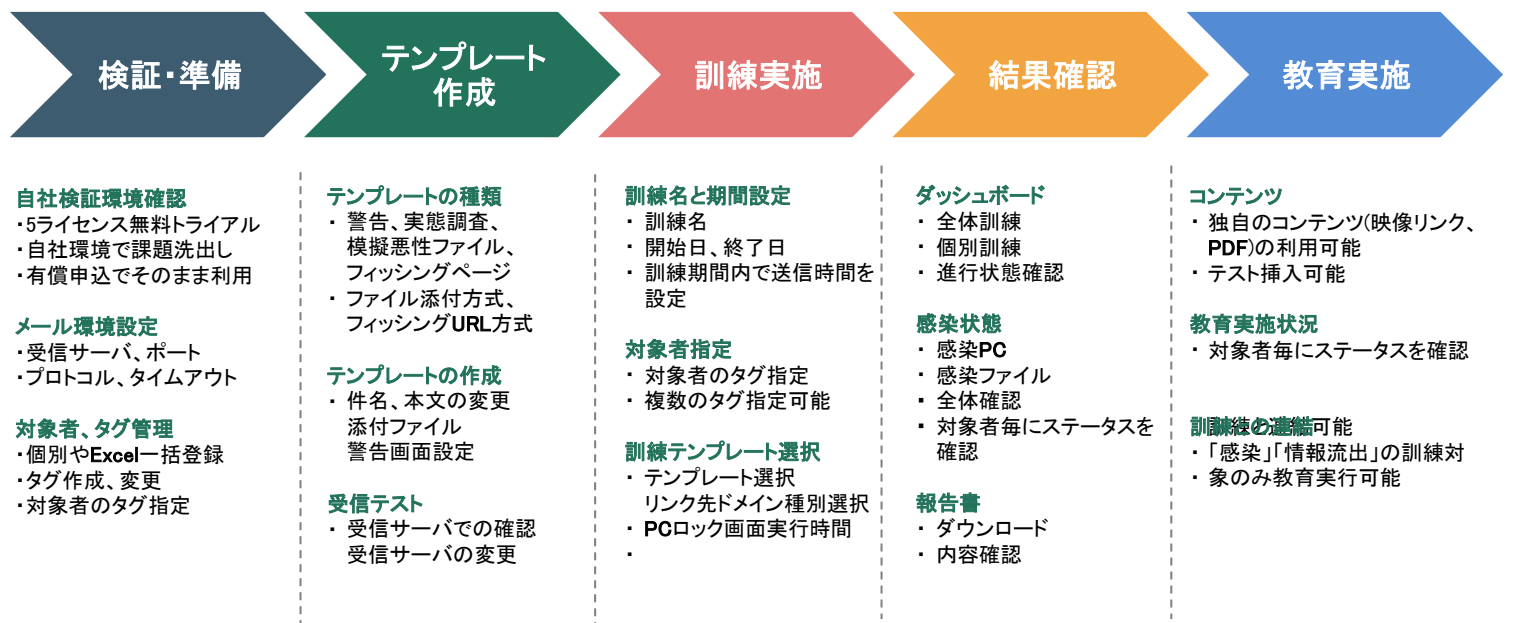 検証・準備
テンプレート
作成
訓練実施
結果確認
教育実施
自社検証環境確認
・5ライセンス無料トライアル
・自社環境で課題洗出し
・有償申込でそのまま利用
メール環境設定
・受信サーバ、ポート
・プロトコル、タイムアウト
対象者、タグ管理
・個別やExcel一括登録
・タグ作成、変更
・対象者のタグ指定
テンプレートの種類
・ 警告、実態調査、
模擬悪性ファイル、
フィッシングページ
・ ファイル添付方式、
フィッシングURL方式
テンプレートの作成
・ 件名、本文の変更
添付ファイル
警告画面設定
受信テスト
・ 受信サーバでの確認
受信サーバの変更
訓練名と期間設定
・ 訓練名
・ 開始日、終了日
・ 訓練期間内で送信時間を
設定
対象者指定
・ 対象者のタグ指定
・ 複数のタグ指定可能
訓練テンプレート選択
・ テンプレート選択
リンク先ドメイン種別選択
・ PCロック画面実行時間
・
ダッシュボード
・ 全体訓練
・ 個別訓練
・ 進行状態確認
感染状態
・ 感染PC
・ 感染ファイル
・ 全体確認
・ 対象者毎にステータスを
確認
報告書
・ ダウンロード
・ 内容確認
コンテンツ
・ 独自のコンテンツ(映像リンク、
PDF)の利用可能
・ テスト挿入可能
教育実施状況
・ 対象者毎にステータスを確認
訓練との連結
可能
・ 「感染」「情報流出」の訓練対
・ 象のみ教育実行可能